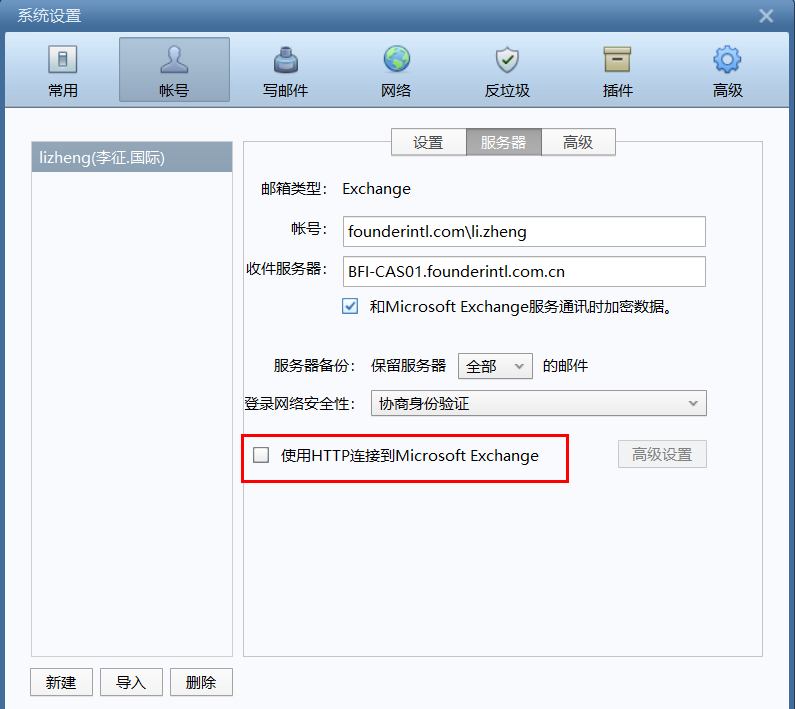 系统设置
常用 帐号 写邮件 网络 反垃圾 插件 高级
设置 服务器 高级
lizheng(李征.国际)
邮箱类型： Exchange
帐号： founderintl.com\li.zheng
收件服务器： BFI-CAS01.founderintl.com.cn
和Microsoft Exchange服务通讯时加密数据。
服务器备份： 保留服务器 全部 的邮件
登录网络安全性： 协商身份验证
使用HTTP连接到Microsoft Exchange 高级设置
新建 导入 删除